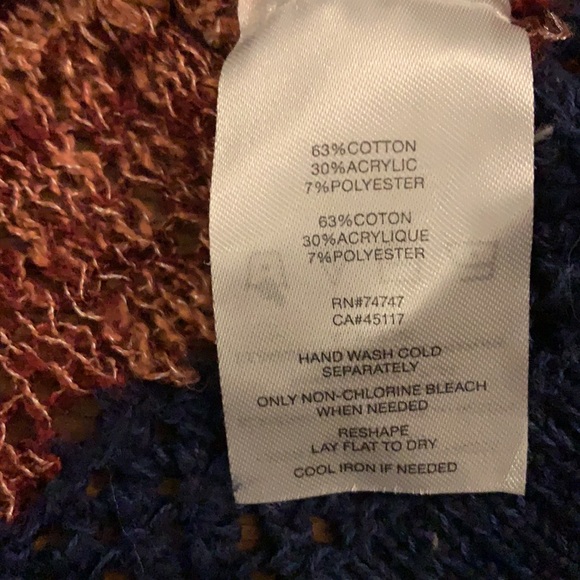 63%COTTON
30%ACRYLIC
7%POLYESTER
63%COTON
30%ACRYLIQUE
7%POLYESTER
RN#74747
CA#45117
HAND WASH COLD
SEPARATELY
ONLY NON-CHLORINE BLEACH
WHEN NEEDED
RESHAPE
LAY FLAT TO DRY
COOL IRON IF NEEDED